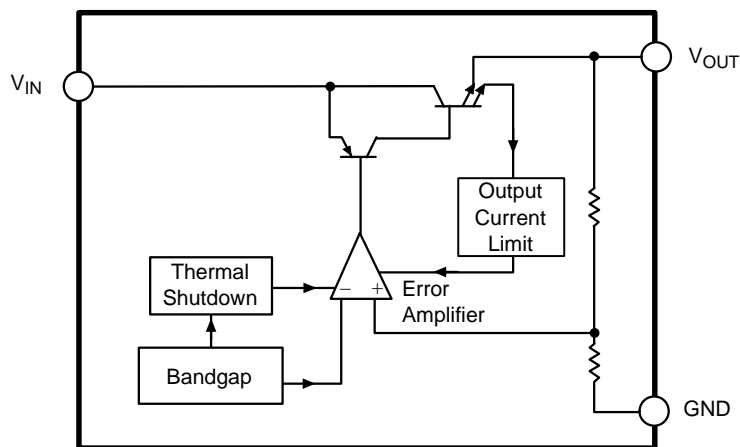 V_IN
V_OUT
Output
Current
Limit
Thermal
Shutdown
− +
Error
Amplifier
Bandgap
GND